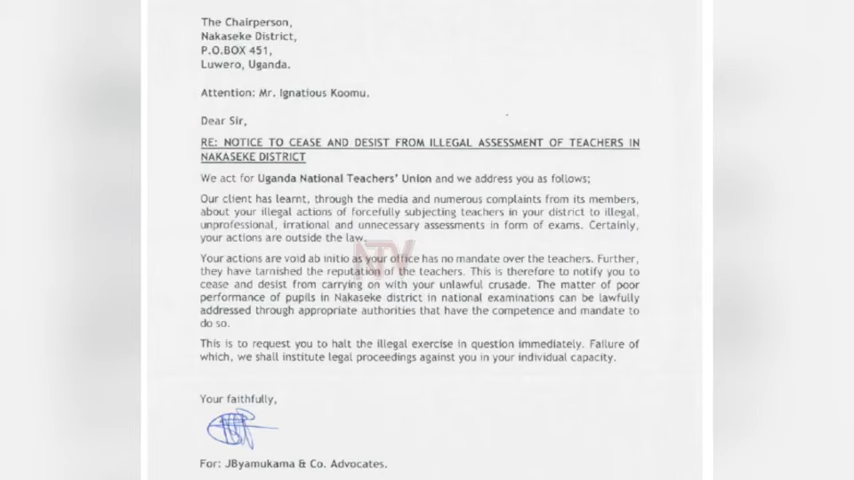 The Chairperson,
Nakaseke District,
P.O.BOX 451,
Luwero, Uganda.
Attention: Mr. Ignatious Koomu.
Dear Sir,
RE: NOTICE TO CEASE AND DESIST FROM ILLEGAL ASSESSMENT OF TEACHERS IN
NAKASEKE DISTRICT
We act for Uganda National Teachers' Union and we address you as follows;
Our client has learnt, through the media and numerous complaints from its members,
about your illegal actions of forcefully subjecting teachers in your district to illegal,
unprofessional, irrational and unnecessary assessments in form of exams. Certainly,
your actions are outside the law.
NTV
Your actions are void ab initio as your office has no mandate over the teachers. Further,
they have tarnished the reputation of the teachers. This is therefore to notify you to
cease and desist from carrying on with your unlawful crusade. The matter of poor
performance of pupils in Nakaseke district in national examinations can be lawfully
addressed through appropriate authorities that have the competence and mandate to
do so.
This is to request you to halt the illegal exercise in question immediately. Failure of
which, we shall institute legal proceedings against you in your individual capacity.
Your faithfully,
For: JByamukama & Co. Advocates.